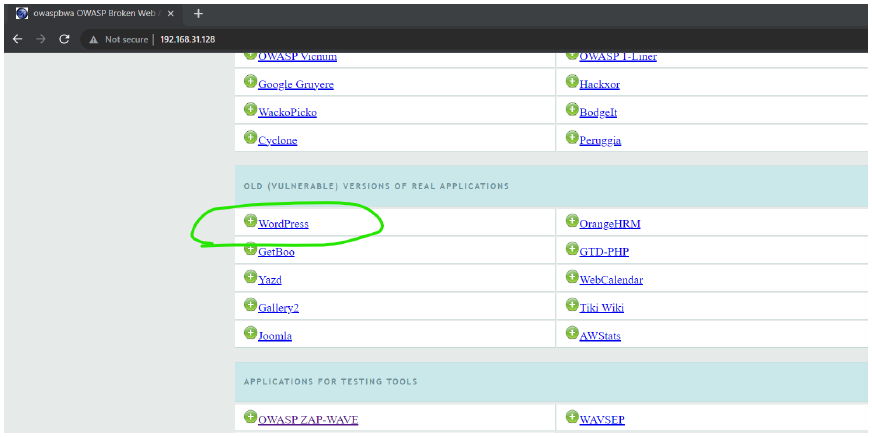 owaspbwa OWASP Broken Web
Not secure | 192.168.31.128
OWASP Vicnum OWASP 1-Liner
Google Gruyere Hackxor
WackoPicko BodgeIt
Cyclone Peruggia
OLD (VULNERABLE) VERSIONS OF REAL APPLICATIONS
WordPress OrangeHRM
GetBoo GTD-PHP
Yazd WebCalendar
Gallery2 Tiki Wiki
Joomla AWStats
APPLICATIONS FOR TESTING TOOLS
OWASP ZAP-WAVE WAVSEP